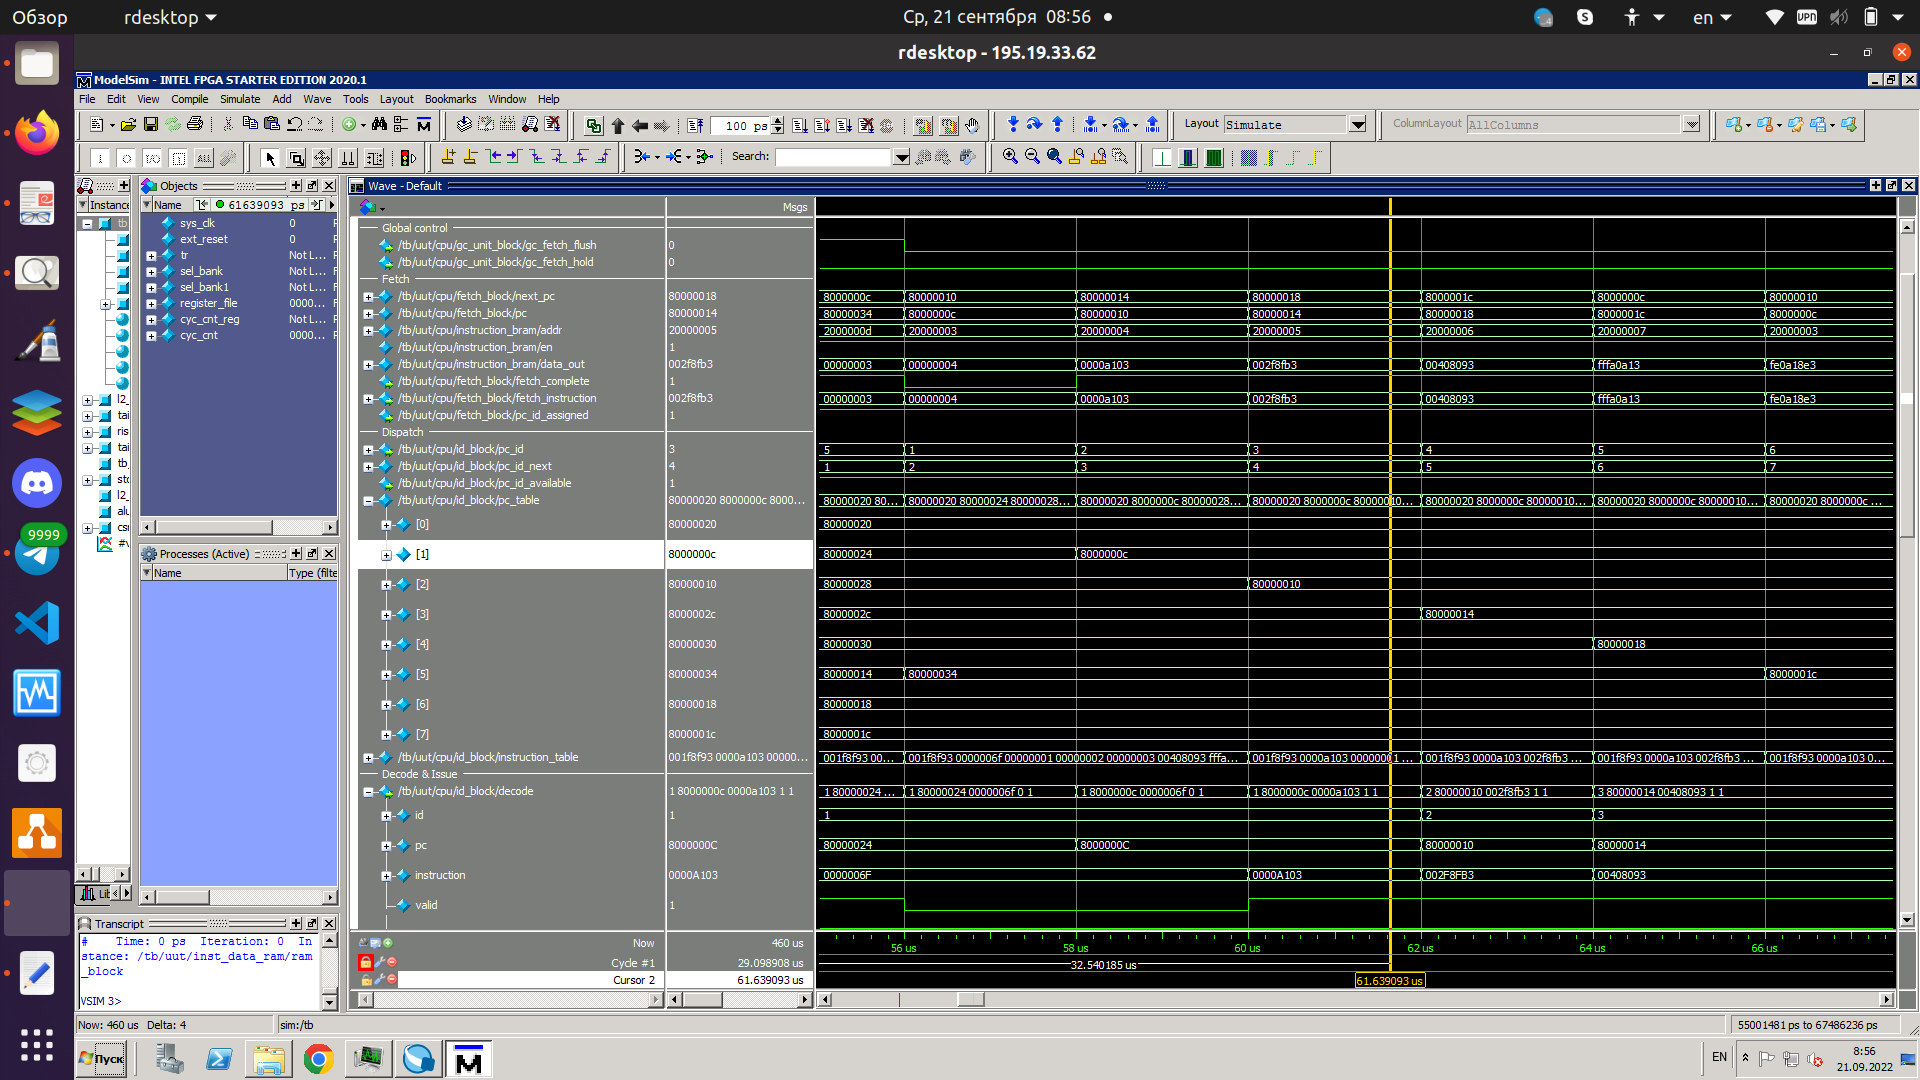 Обзор rdesktop Ср, 21 сентября 08:56 en VPN
rdesktop - 195.19.33.62
ModelSim - INTEL FPGA STARTER EDITION 2020.1
File Edit View Compile Simulate Add Wave Tools Layout Bookmarks Window Help
100 ps Layout Simulate ColumnLayout AllColumns
ALL Search:
Objects
Wave - Default
Instance Name 61639093 ps Msgs
sys_clk 0
ext_reset 0
tr Not L...
sel_bank Not L...
sel_bank1 Not L...
register_file 0000...
cyc_cnt_reg Not L...
cyc_cnt 0000...
Global control
/tb/uut/cpu/gc_unit_block/gc_fetch_flush 0
/tb/uut/cpu/gc_unit_block/gc_fetch_hold 0
Fetch
/tb/uut/cpu/fetch_block/next_pc 80000018 8000000c 80000010 80000014 80000018 8000001c 8000000c 80000010
/tb/uut/cpu/fetch_block/pc 80000014 80000034 8000000c 80000010 80000014 80000018 8000001c 8000000c
/tb/uut/cpu/instruction_bram/addr 20000005 2000000d 20000003 20000004 20000005 20000006 20000007 20000003
/tb/uut/cpu/instruction_bram/en 1
/tb/uut/cpu/instruction_bram/data_out 002f8fb3 00000003 00000004 0000a103 002f8fb3 00408093 fffa0a13 fe0a18e3
/tb/uut/cpu/fetch_block/fetch_complete 1
/tb/uut/cpu/fetch_block/fetch_instruction 002f8fb3 00000003 00000004 0000a103 002f8fb3 00408093 fffa0a13 fe0a18e3
/tb/uut/cpu/fetch_block/pc_id_assigned 1
Dispatch
/tb/uut/cpu/id_block/pc_id 3 5 1 2 3 4 5 6
/tb/uut/cpu/id_block/pc_id_next 4 1 2 3 4 5 6 7
/tb/uut/cpu/id_block/pc_id_available 1
/tb/uut/cpu/id_block/pc_table 80000020 8000000c 8000... 80000020 80... 80000020 80000024 80000028... 80000020 8000000c 80000028... 80000020 8000000c 80000010... 80000020 8000000c 80000010... 80000020 8000000c 80000010... 80000020 8000000c ...
[0] 80000020 80000020
[1] 8000000c 80000024 8000000c
[2] 80000010 80000028 80000010
[3] 8000002c 8000002c 80000014
[4] 80000030 80000030 80000018
[5] 80000034 80000014 80000034 8000001c
[6] 80000018 80000018
[7] 8000001c 8000001c
/tb/uut/cpu/id_block/instruction_table 001f8f93 0000a103 00000... 001f8f93 00... 001f8f93 0000006f 00000001 00000002 00000003 00408093 fffa... 001f8f93 0000a103 00000001 ... 001f8f93 0000a103 002f8fb3 ... 001f8f93 0000a103 002f8fb3 ... 001f8f93 0000a103 0...
Decode & Issue
/tb/uut/cpu/id_block/decode 1 8000000c 0000a103 1 1 1 80000024 ... 1 80000024 0000006f 0 1 1 8000000c 0000006f 0 1 1 8000000c 0000a103 1 1 2 80000010 002f8fb3 1 1 3 80000014 00408093 1 1
id 1 1 2 3
pc 8000000C 80000024 8000000C 80000010 80000014
instruction 0000A103 0000006F 0000A103 002F8FB3 00408093
valid 1
Now 460 us 56 us 58 us 60 us 62 us 64 us 66 us
Cycle #1 29.098908 us 32.540185 us
Cursor 2 61.639093 us 61.639093 us
tb
l2_
tai
ris
tai
tb_
sto
l2_
alu
csr
#v
Lib
Processes (Active)
Name Type (filte
Transcript
# Time: 0 ps Iteration: 0 In
stance: /tb/uut/inst_data_ram/ram
_block
VSIM 3>
Now: 460 us Delta: 4 sim:/tb 55001481 ps to 67486236 ps
9999
Пуск EN 8:56
21.09.2022